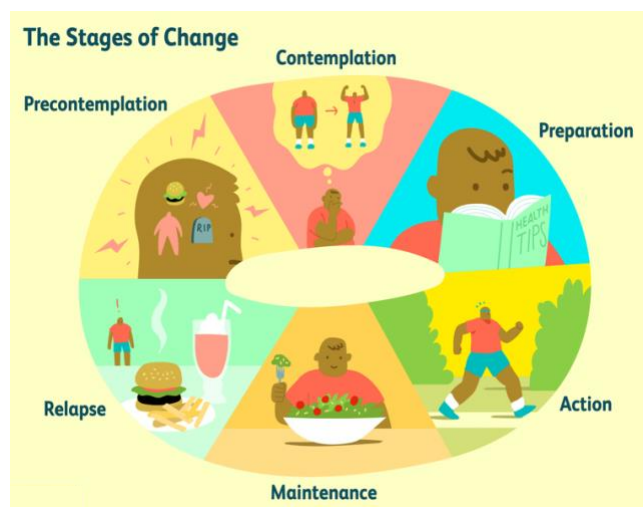 The Stages of Change
Contemplation
Precontemplation
Preparation
RIP
HEALTH
TIPS
Relapse
Action
Maintenance